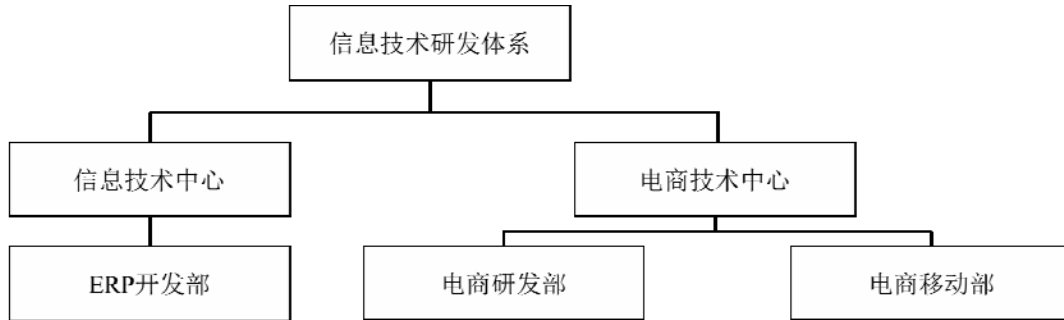 信息技术研发体系
信息技术中心
电商技术中心
ERP开发部
电商研发部
电商移动部